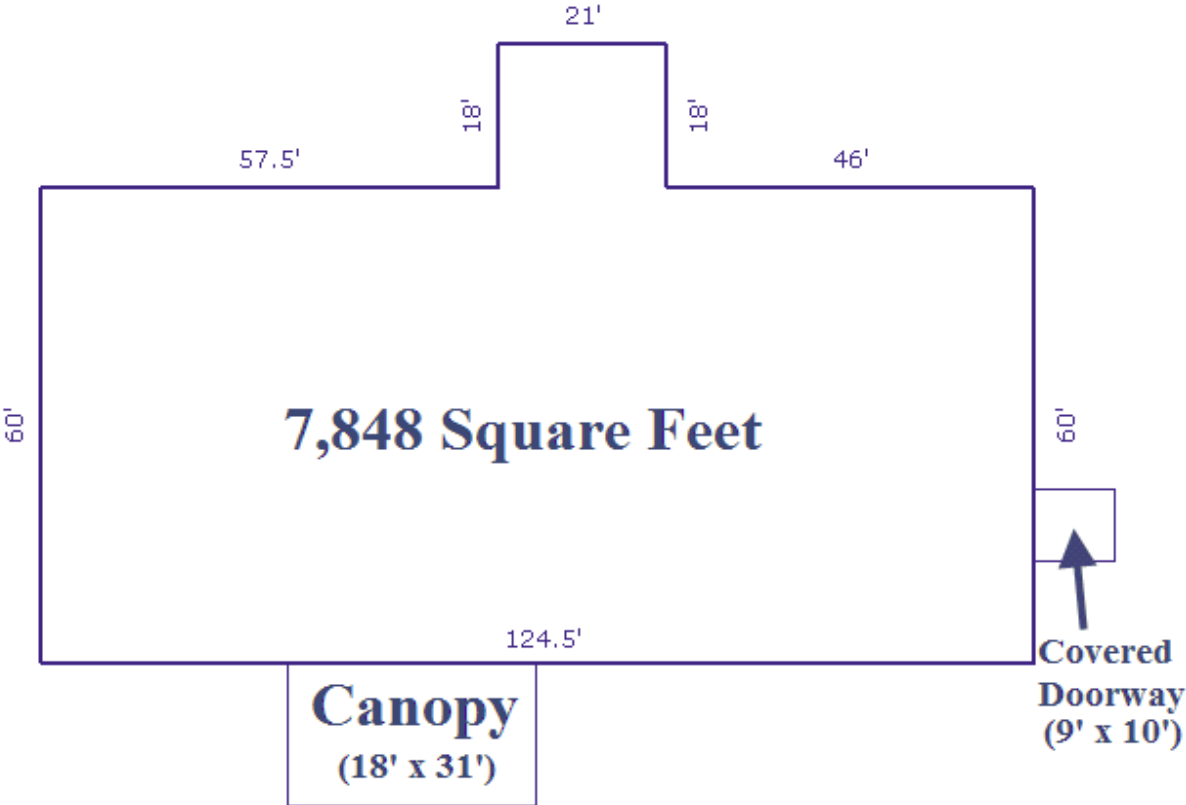 21'
18'
18'
57.5'
46'
7,848 Square Feet
60'
60'
124.5'
Covered
Doorway
(9' x 10')
Canopy
(18' x 31')